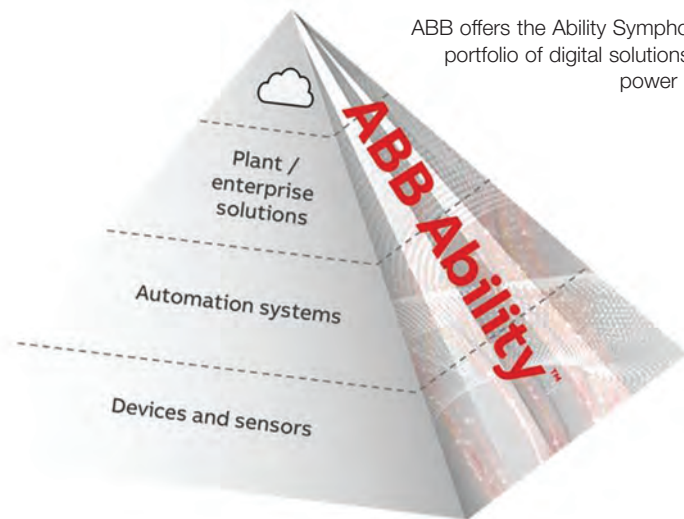 ABB offers the Ability Sympho
portfolio of digital solutions
power
Plant /
enterprise
solutions
Automation systems
Devices and sensors
ABB Ability™